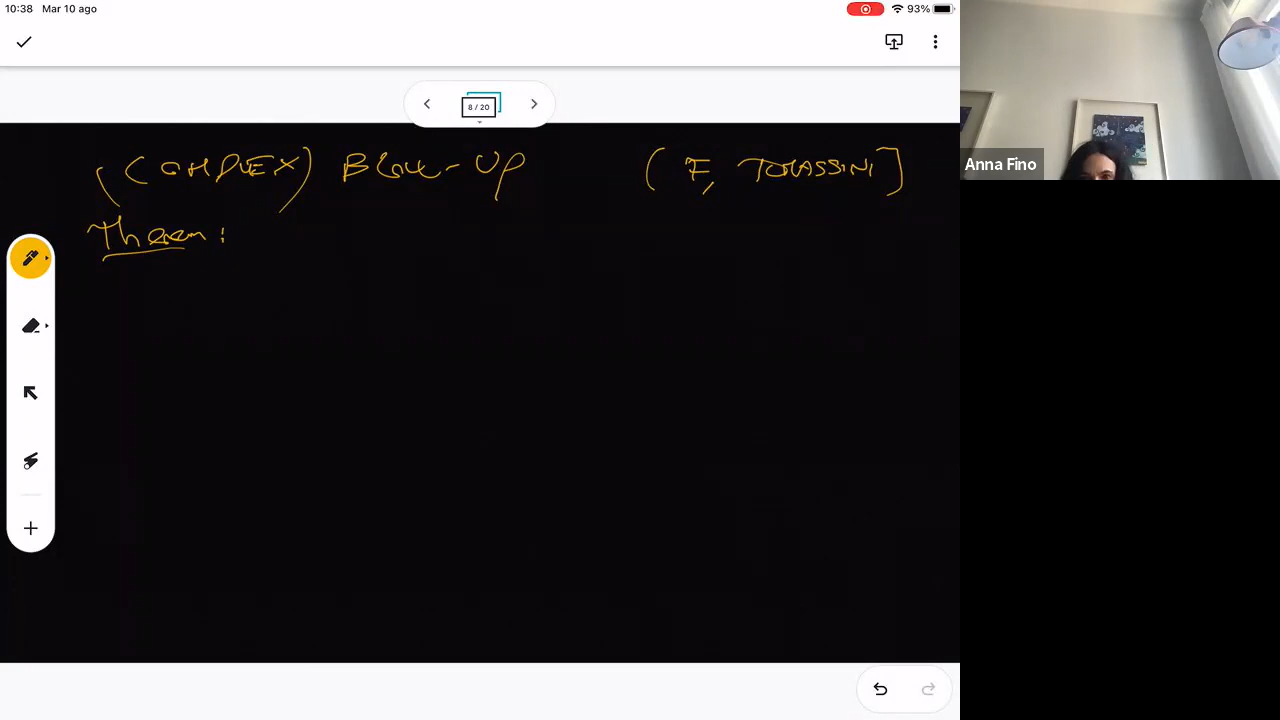 10:38 Mar 10 ago 93%
8 / 20
(COMPLEX) BLOW-UP (F, TOMASSINI]
Theorem:
Anna Fino